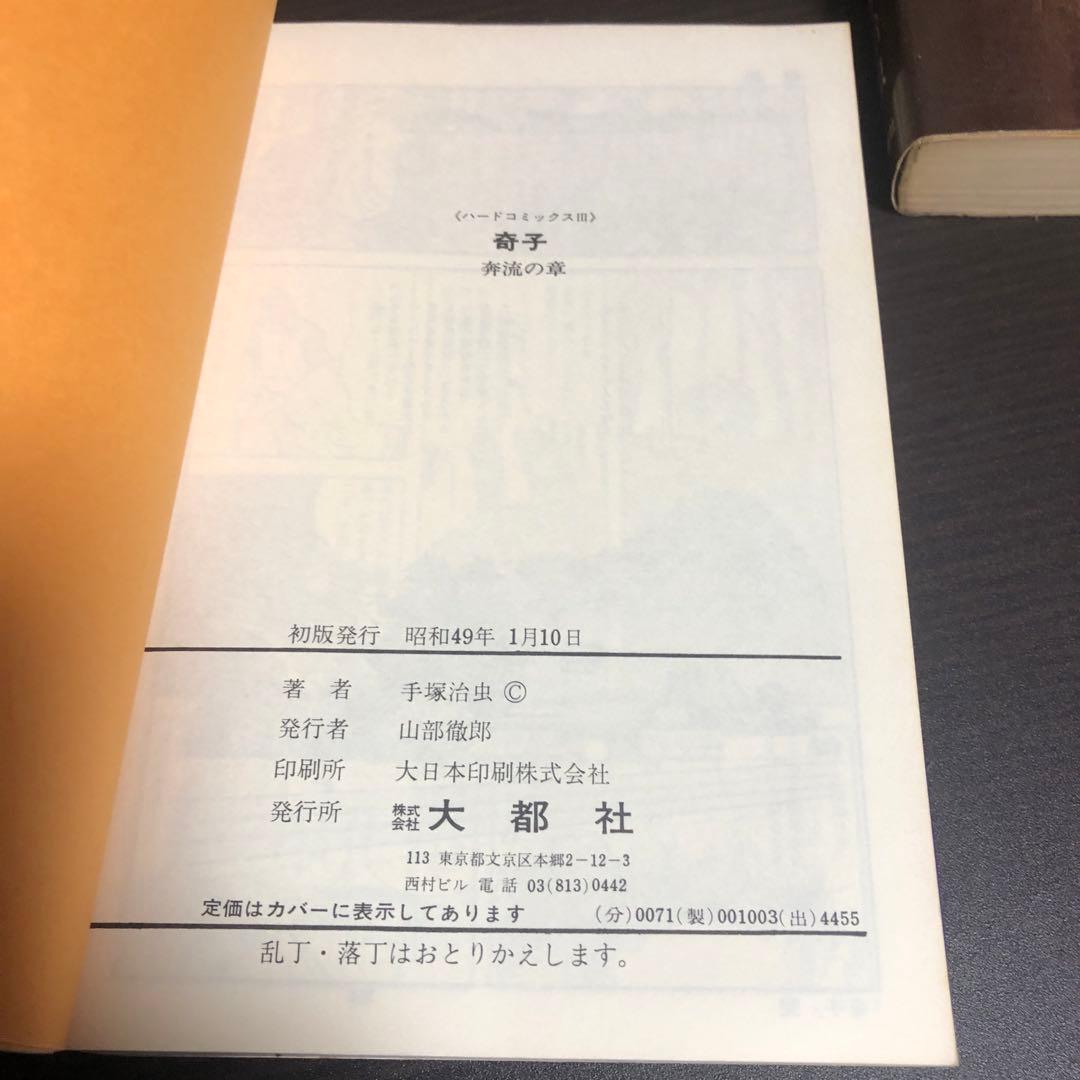 《ハードコミックスIII》
奇子
奔流の章
初版発行 昭和49年 1月10日
著 者 手塚治虫 ©
発行者 山部徹郎
印刷所 大日本印刷株式会社
発行所 株式会社 大都社
113 東京都文京区本郷2-12-3
西村ビル 電話 03(813)0442
定価はカバーに表示してあります (分)0071(製)001003(出)4455
乱丁・落丁はおとりかえします。